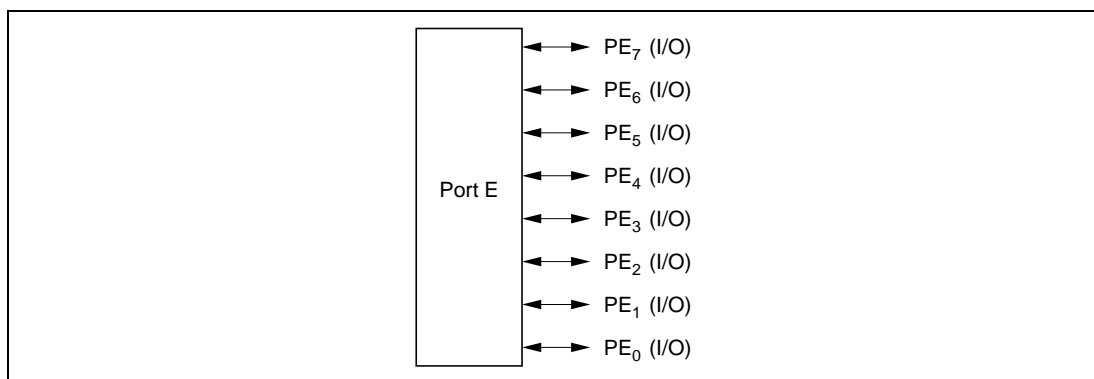 PE₇ (I/O)
PE₆ (I/O)
PE₅ (I/O)
PE₄ (I/O)
Port E
PE₃ (I/O)
PE₂ (I/O)
PE₁ (I/O)
PE₀ (I/O)